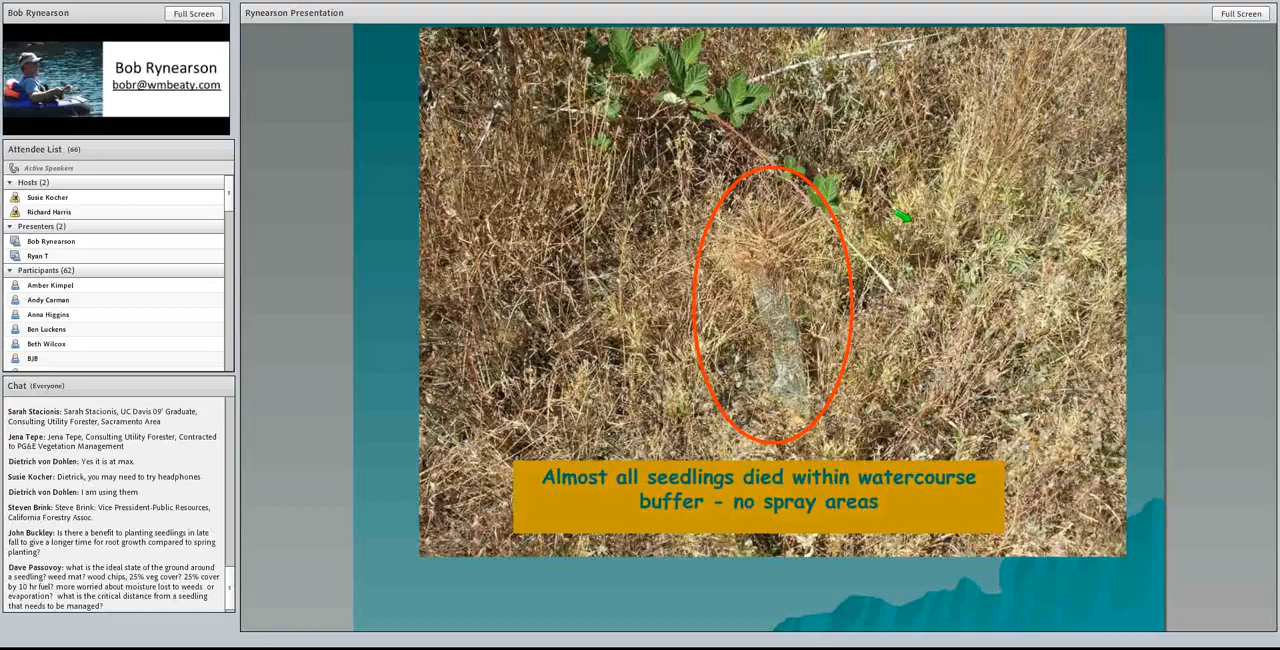 Bob Rynearson
Full Screen
Bob Rynearson
bobr@wmbeaty.com
Attendee List (66)
Active Speakers
Hosts (2)
Susie Kocher
Richard Harris
Presenters (2)
Bob Rynearson
Ryan T
Participants (62)
Amber Kimpel
Andy Carman
Anna Higgins
Ben Luckens
Beth Wilcox
BJB
Chat (Everyone)
Sarah Stacionis: Sarah Stacionis, UC Davis 09' Graduate,
Consulting Utility Forester, Sacramento Area
Jena Tepe: Jena Tepe, Consulting Utility Forester, Contracted
to PG&E Vegetation Management
Dietrich von Dohlen: Yes it is at max.
Susie Kocher: Dietrick, you may need to try headphones
Dietrich von Dohlen: I am using them
Steven Brink: Steve Brink: Vice President-Public Resources,
California Forestry Assoc.
John Buckley: Is there a benefit to planting seedlings in late
fall to give a longer time for root growth compared to spring
planting?
Dave Passovoy: what is the ideal state of the ground around
a seedling? weed mat? wood chips, 25% veg cover? 25% cover
by 10 hr fuel? more worried about moisture lost to weeds or
evaporation? what is the critical distance from a seedling
that needs to be managed?
Rynearson Presentation
Full Screen
Almost all seedlings died within watercourse
buffer - no spray areas